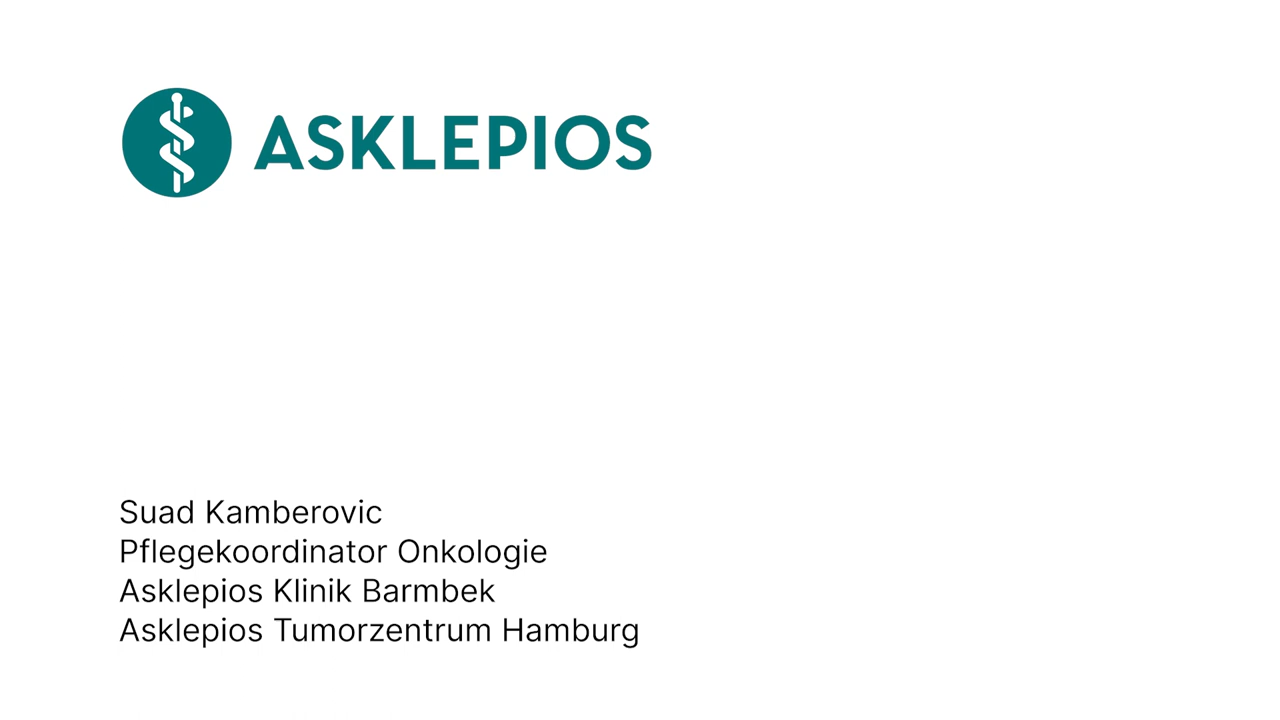 ASKLEPIOS
Suad Kamberovic
Pflegekoordinator Onkologie
Asklepios Klinik Barmbek
Asklepios Tumorzentrum Hamburg